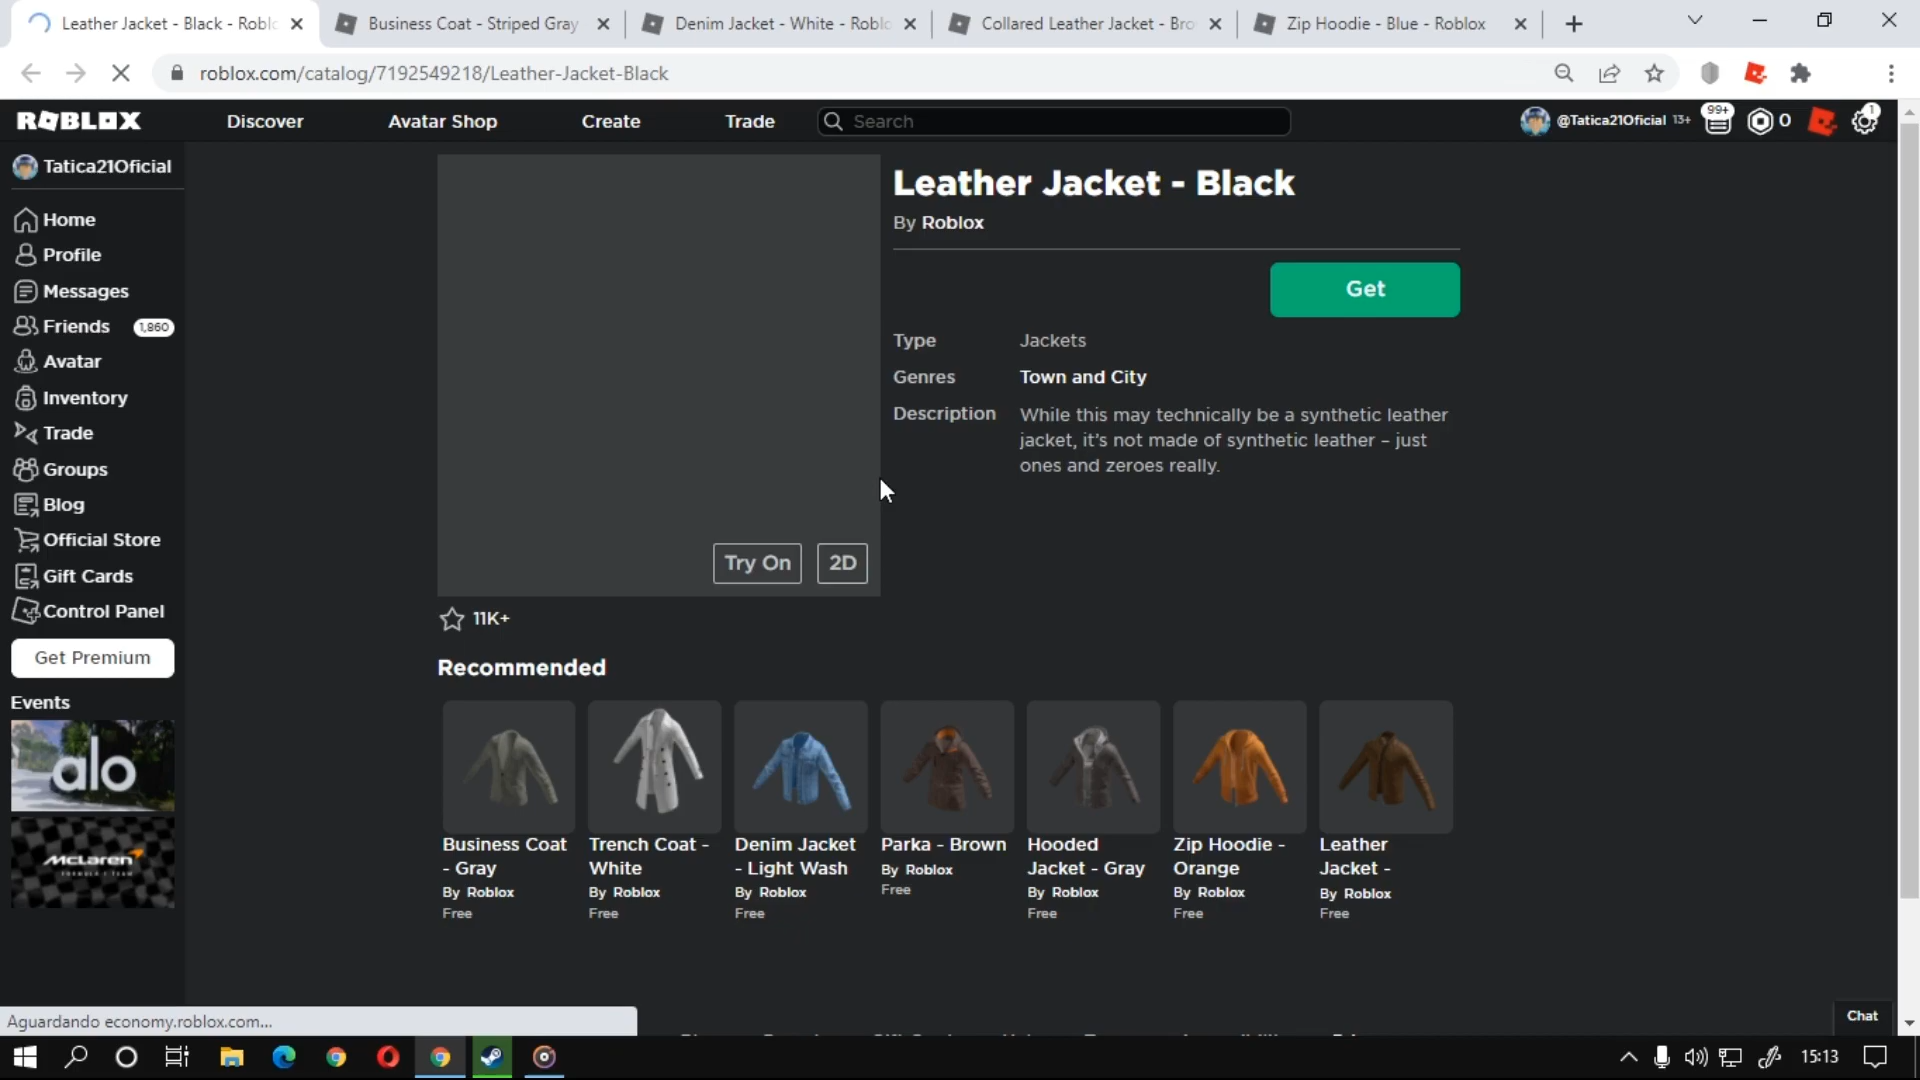 Leather Jacket - Black - Roblo
Business Coat - Striped Gray
Denim Jacket - White - Roblo
Collared Leather Jacket - Bro
Zip Hoodie - Blue - Roblox
roblox.com/catalog/7192549218/Leather-Jacket-Black
ROBLOX
Discover
Avatar Shop
Create
Trade
Search
@Tatica21Oficial 13+
99+
0
1
Tatica21Oficial
Home
Profile
Messages
Friends 1,860
Avatar
Inventory
Trade
Groups
Blog
Official Store
Gift Cards
Control Panel
Get Premium
Events
alo
McLaren
FORMULA 1 TEAM
Leather Jacket - Black
By Roblox
Get
Type Jackets
Genres Town and City
Description While this may technically be a synthetic leather
jacket, it's not made of synthetic leather – just
ones and zeroes really.
Try On
2D
11K+
Recommended
Business Coat
- Gray
By Roblox
Free
Trench Coat -
White
By Roblox
Free
Denim Jacket
- Light Wash
By Roblox
Free
Parka - Brown
By Roblox
Free
Hooded
Jacket - Gray
By Roblox
Free
Zip Hoodie -
Orange
By Roblox
Free
Leather
Jacket -
By Roblox
Free
Chat
Aguardando economy.roblox.com...
15:13